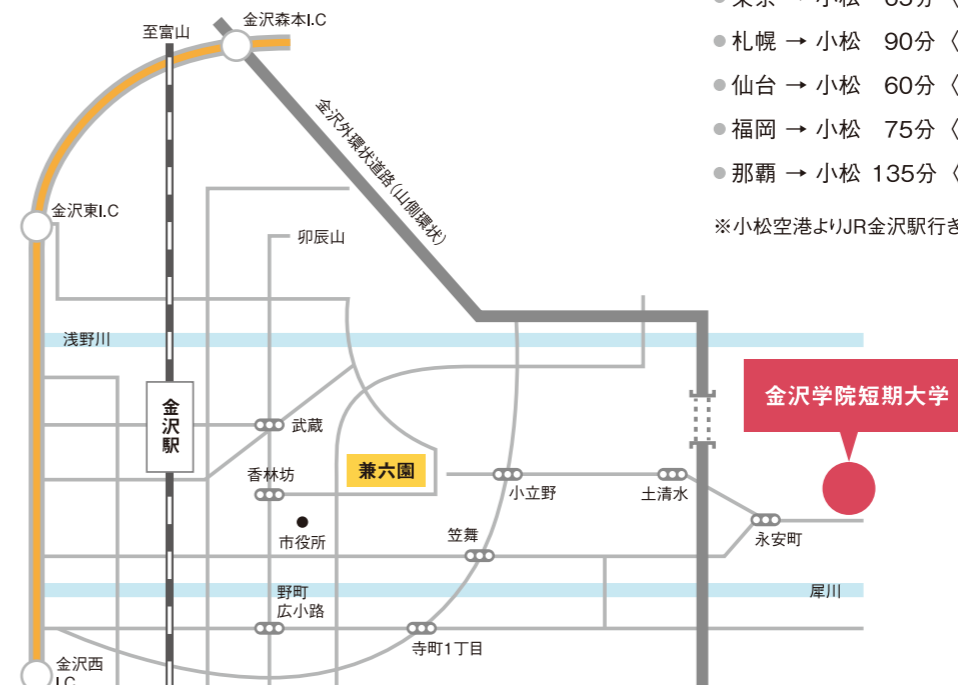 金沢森本I.C
至富山
● 札幌 → 小松 90分 〈
● 仙台 → 小松 60分 〈
● 福岡 → 小松 75分 〈
● 那覇 → 小松 135分 〈
※小松空港よりJR金沢駅行き
金沢外環状道路(山側環状)
金沢東I.C
卯辰山
浅野川
金沢駅
武蔵
金沢学院短期大学
香林坊
兼六園
小立野
土清水
市役所
笠舞
永安町
野町
広小路
犀川
寺町1丁目
金沢西
I.C